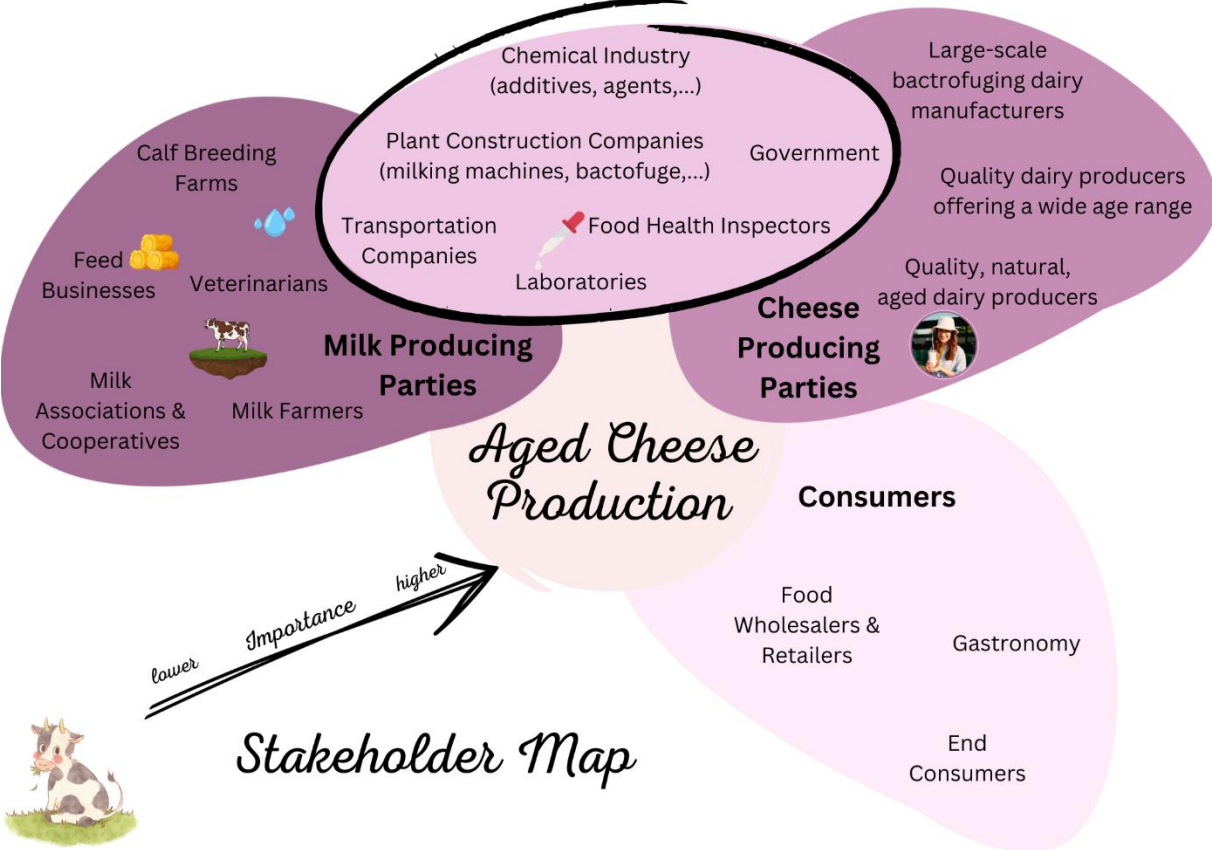 Chemical Industry
(additives, agents,...)
Plant Construction Companies
(milking machines, bactofuge,...)
Government
Transportation
Companies
Food Health Inspectors
Laboratories
Calf Breeding
Farms
Feed
Businesses
Veterinarians
Milk Producing
Parties
Milk
Associations &
Cooperatives
Milk Farmers
Large-scale
bactrofuging dairy
manufacturers
Quality dairy producers
offering a wide age range
Quality, natural,
aged dairy producers
Cheese
Producing
Parties
Aged Cheese
Production
Consumers
Food
Wholesalers &
Retailers
Gastronomy
End
Consumers
lower
Importance
higher
Stakeholder Map